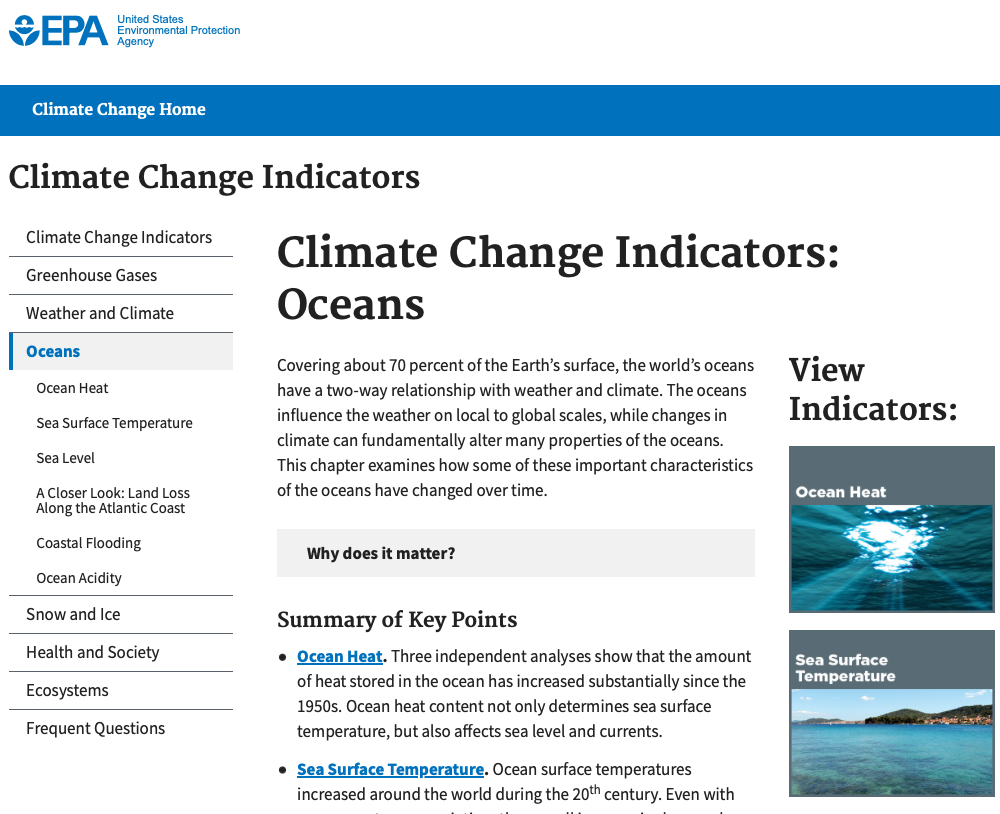 EPA
United States
Environmental Protection
Agency
Climate Change Home
Climate Change Indicators
Climate Change Indicators
Greenhouse Gases
Weather and Climate
Oceans
Ocean Heat
Sea Surface Temperature
Sea Level
A Closer Look: Land Loss
Along the Atlantic Coast
Coastal Flooding
Ocean Acidity
Snow and Ice
Health and Society
Ecosystems
Frequent Questions
Climate Change Indicators:
Oceans
Covering about 70 percent of the Earth’s surface, the world’s oceans
have a two-way relationship with weather and climate. The oceans
influence the weather on local to global scales, while changes in
climate can fundamentally alter many properties of the oceans.
This chapter examines how some of these important characteristics
of the oceans have changed over time.
Why does it matter?
Summary of Key Points
• Ocean Heat. Three independent analyses show that the amount
of heat stored in the ocean has increased substantially since the
1950s. Ocean heat content not only determines sea surface
temperature, but also affects sea level and currents.
• Sea Surface Temperature. Ocean surface temperatures
increased around the world during the 20th century. Even with
View
Indicators:
Ocean Heat
Sea Surface
Temperature